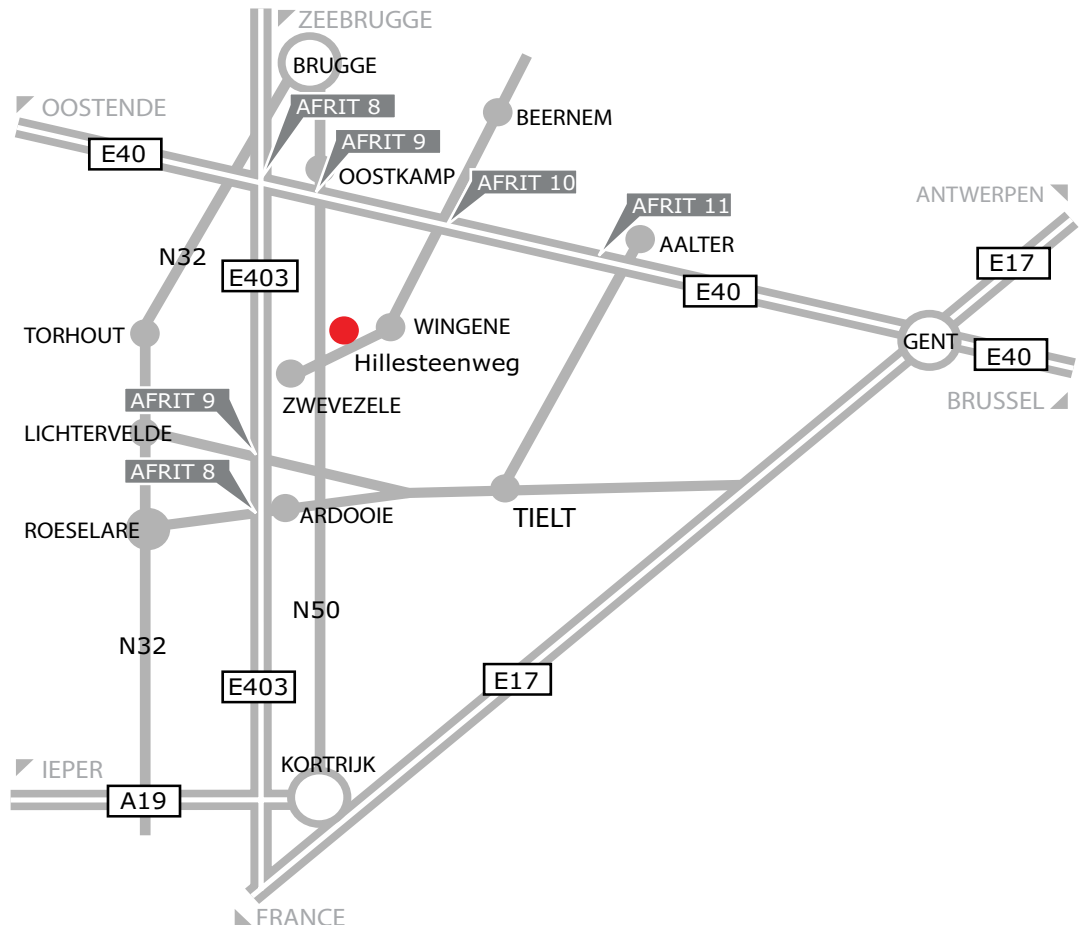 ZEEBRUGGE
BRUGGE
OOSTENDE
AFRIT 8
BEERNEM
AFRIT 9
E40
OOSTKAMP
AFRIT 10
ANTWERPEN
AFRIT 11
AALTER
N32
E403
E17
E40
TORHOUT
WINGENE
GENT
E40
Hillesteenweg
ZWEVEZELE
AFRIT 9
BRUSSEL
LICHTERVELDE
AFRIT 8
ARDOOIE
TIELT
ROESELARE
N50
N32
E403
E17
KORTRIJK
IEPER
A19
FRANCE